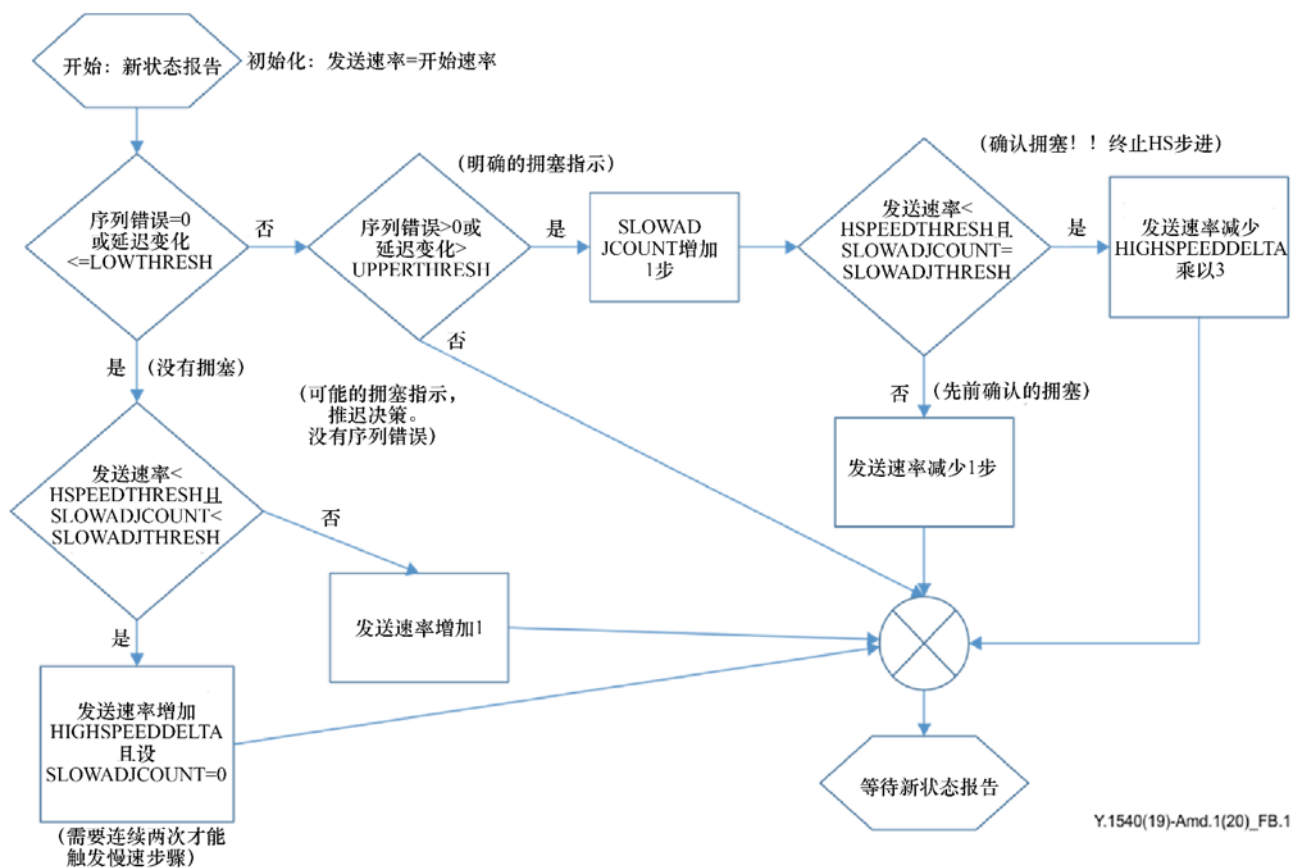 开始：新状态报告
初始化：发送速率=开始速率
序列错误=0
或延迟变化
<=LOWTHRESH
否
(明确的拥塞指示)
序列错误>0或
延迟变化>
UPPERTHRESH
是
SLOWAD
JCOUNT增加
1步
(确认拥塞！！终止HS步进)
发送速率<
HSPEEDTHRESH且
SLOWADJCOUNT=
SLOWADJTHRESH
是
发送速率减少
HIGHSPEEDDELTA
乘以3
是
(没有拥塞)
否
(可能的拥塞指示，
推迟决策。
没有序列错误)
否
(先前确认的拥塞)
发送速率减少1步
发送速率<
HSPEEDTHRESH且
SLOWADJCOUNT<
SLOWADJTHRESH
否
发送速率增加1
是
发送速率增加
HIGHSPEEDDELTA
且设
SLOWADJCOUNT=0
(需要连续两次才能
触发慢速步骤)
等待新状态报告
Y.1540(19)-Amd.1(20)_FB.1